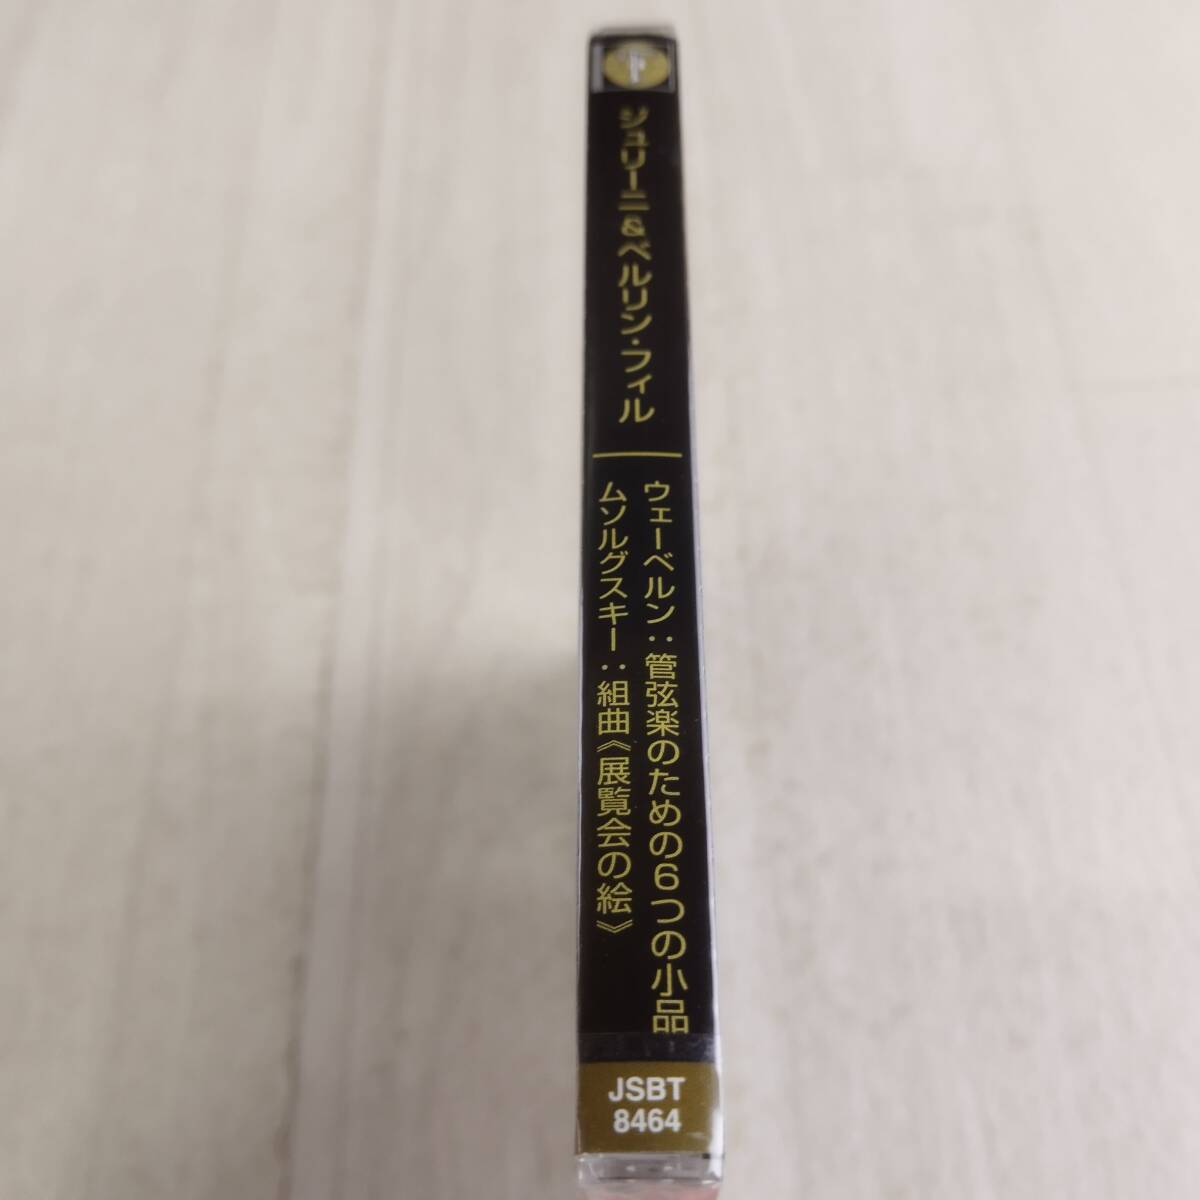 ジュリーニ&ベルリン・フィル
ウェーベルン：管弦楽のための6つの小品
ムソルグスキー：組曲《展覧会の絵》
JSBT
8464